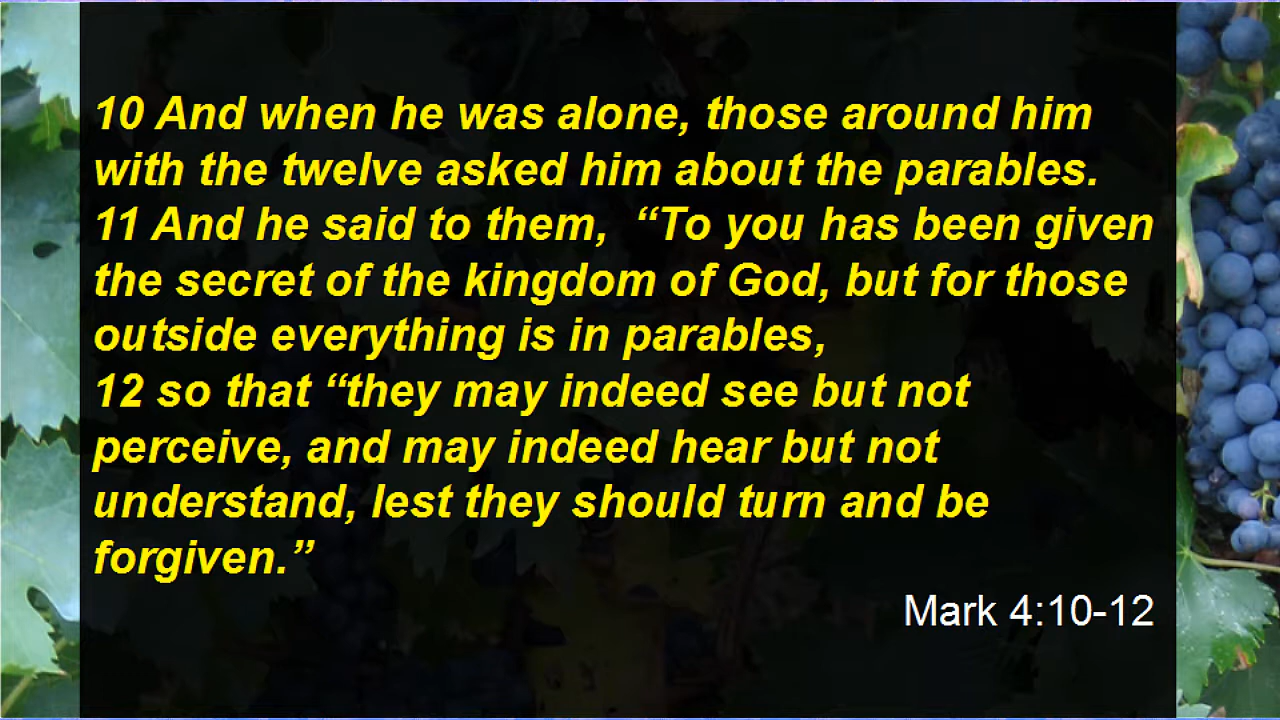 10 And when he was alone, those around him
with the twelve asked him about the parables.
11 And he said to them,  “To you has been given
the secret of the kingdom of God, but for those
outside everything is in parables,
12 so that “they may indeed see but not
perceive, and may indeed hear but not
understand, lest they should turn and be
forgiven.”
Mark 4:10-12